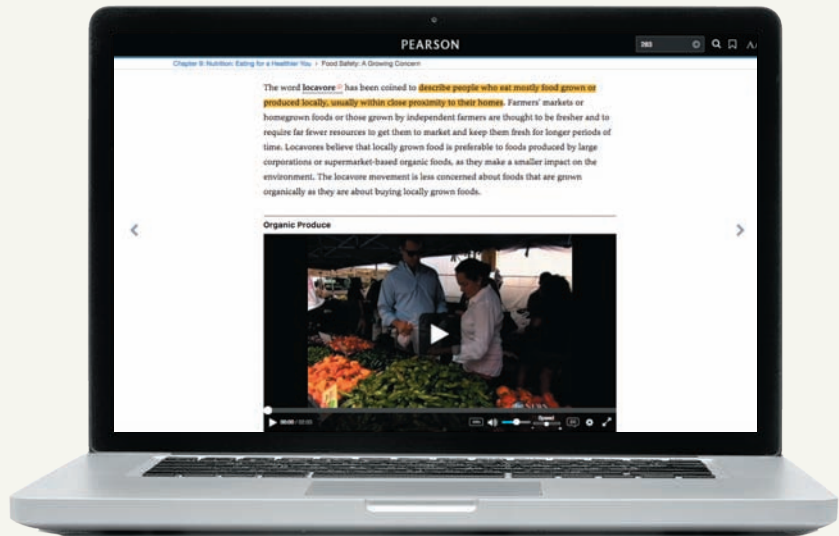 PEARSON
283
Chapter 9: Nutrition: Eating for a Healthier You > Food Safety: A Growing Concern
The word locavore has been coined to describe people who eat mostly food grown or
produced locally, usually within close proximity to their homes. Farmers' markets or
homegrown foods or those grown by independent farmers are thought to be fresher and to
require far fewer resources to get them to market and keep them fresh for longer periods of
time. Locavores believe that locally grown food is preferable to foods produced by large
corporations or supermarket-based organic foods, as they make a smaller impact on the
environment. The locavore movement is less concerned about foods that are grown
organically as they are about buying locally grown foods.
Organic Produce
Speed